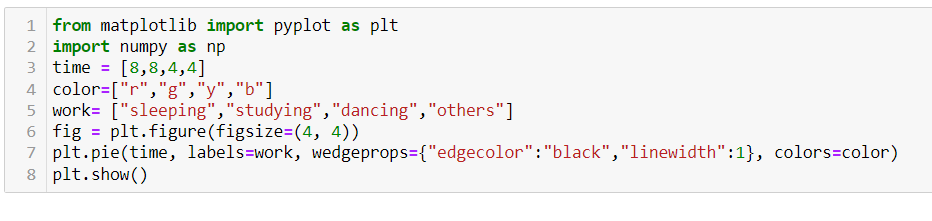 1 from matplotlib import pyplot as plt
2 import numpy as np
3 time = [8,8,4,4]
4 color=["r","g","y","b"]
5 work= ["sleeping","studying","dancing","others"]
6 fig = plt.figure(figsize=(4, 4))
7 plt.pie(time, labels=work, wedgeprops={"edgecolor":"black","linewidth":1}, colors=color)
8 plt.show()